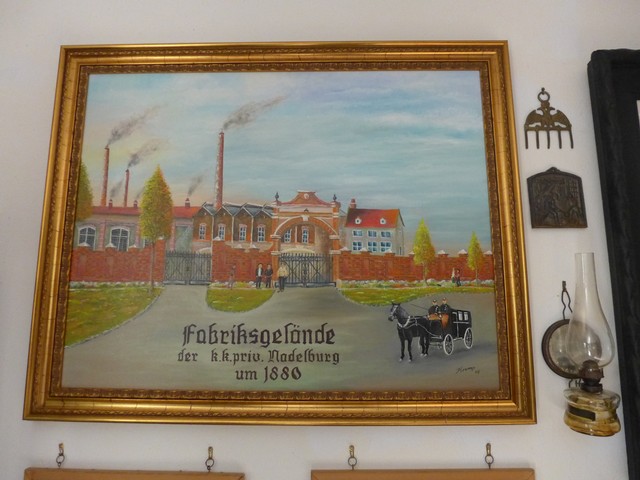 Fabriksgelände
der k.k.priv. Nadelburg
um 1880